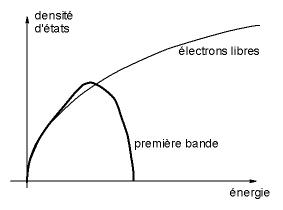 densité
d'états
électrons libres
première bande
énergie